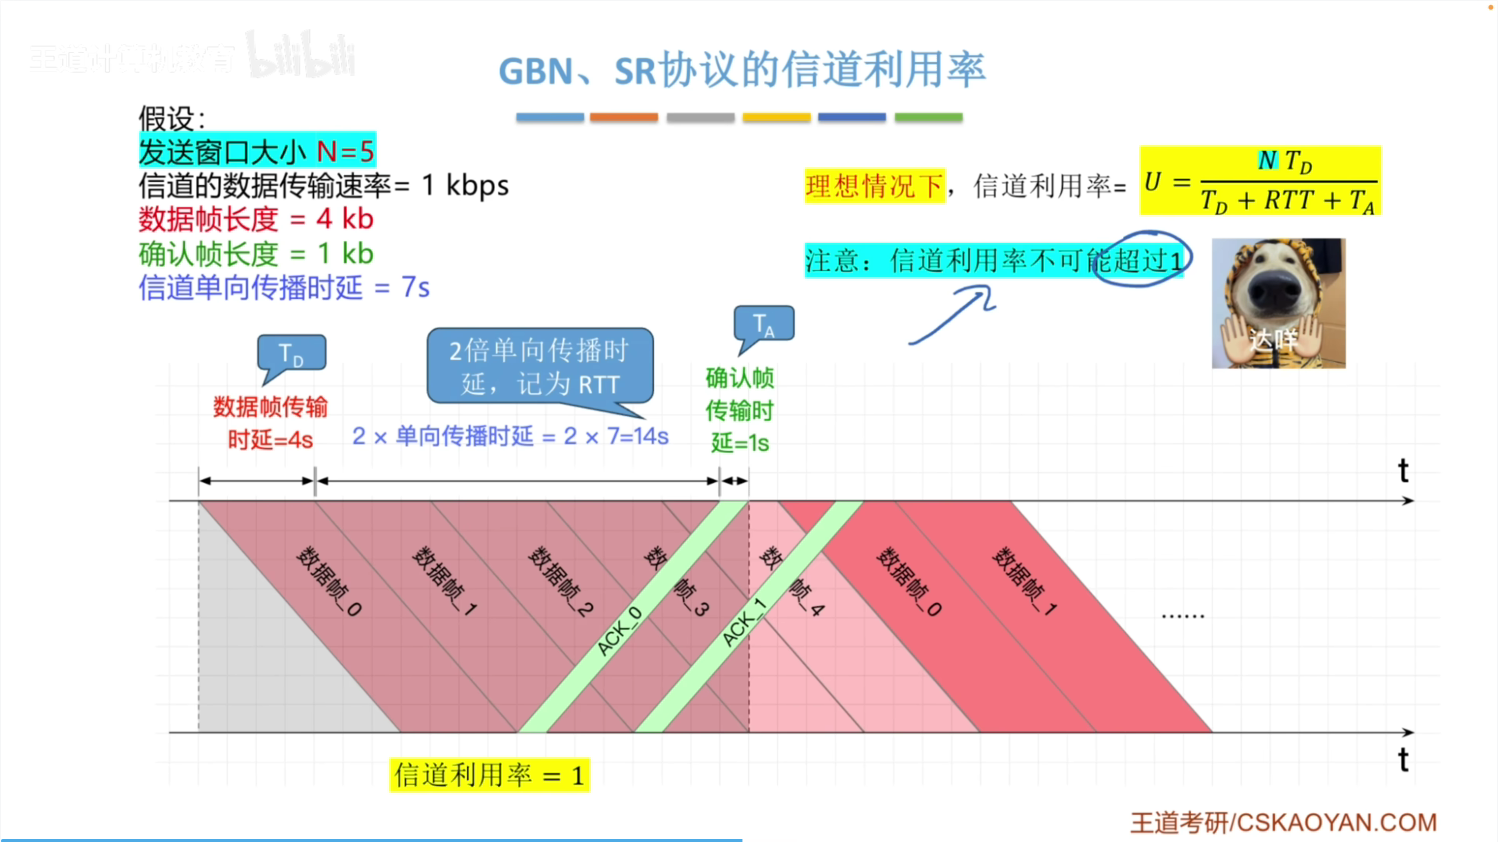 王道计算机教育 bilibili
GBN、SR协议的信道利用率
假设：
发送窗口大小 N=5
信道的数据传输速率= 1 kbps
数据帧长度 = 4 kb
确认帧长度 = 1 kb
信道单向传播时延 = 7s
理想情况下，信道利用率= U = N T_D / (T_D + RTT + T_A)
注意：信道利用率不可能超过1
达咩
T_D
2倍单向传播时
延，记为 RTT
T_A
数据帧传输
时延=4s
2 × 单向传播时延 = 2 × 7=14s
确认帧
传输时
延=1s
t
数据帧_0
数据帧_1
数据帧_2
数据帧_3
数据帧_4
数据帧_0
数据帧_1
ACK_0
ACK_1
......
t
信道利用率 = 1
王道考研/CSKAOYAN.COM